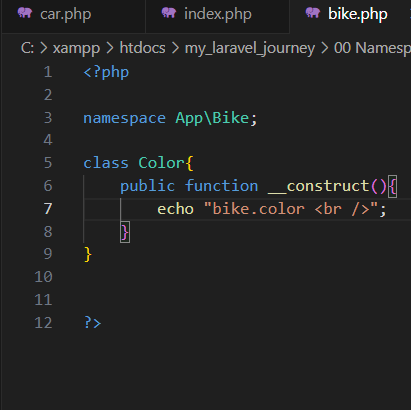 car.php index.php bike.php
C: > xampp > htdocs > my_laravel_journey > 00 Namesp
1 <?php
2
3 namespace App\Bike;
4
5 class Color{
6 public function __construct(){
7 echo "bike.color <br />";
8 }
9 }
10
11
12 ?>